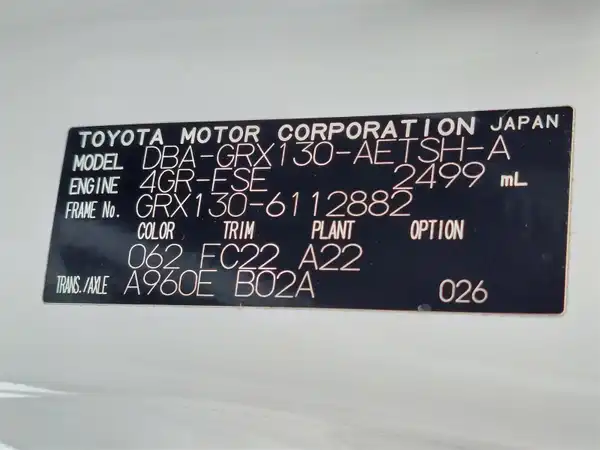 TOYOTA MOTOR CORPORATION JAPAN
MODEL DBA-GRX130-AETSH-A
ENGINE 4GR-FSE 2499 mL
FRAME No. GRX130-6112882
COLOR TRIM PLANT OPTION
062 FC22 A22
TRANS./AXLE A960E B02A 026